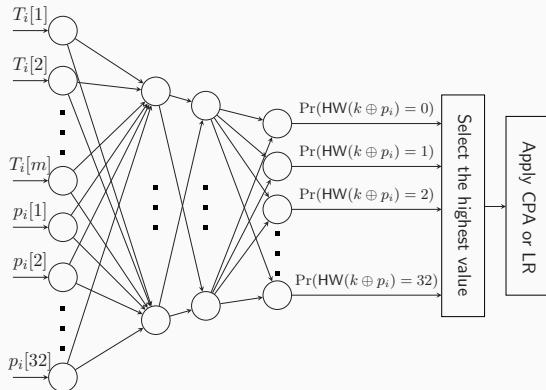 T_i[1]
T_i[2]
T_i[m]
p_i[1]
p_i[2]
p_i[32]
Pr(HW(k ⊕ p_i) = 0)
Pr(HW(k ⊕ p_i) = 1)
Pr(HW(k ⊕ p_i) = 2)
Pr(HW(k ⊕ p_i) = 32)
Select the highest value
Apply CPA or LR